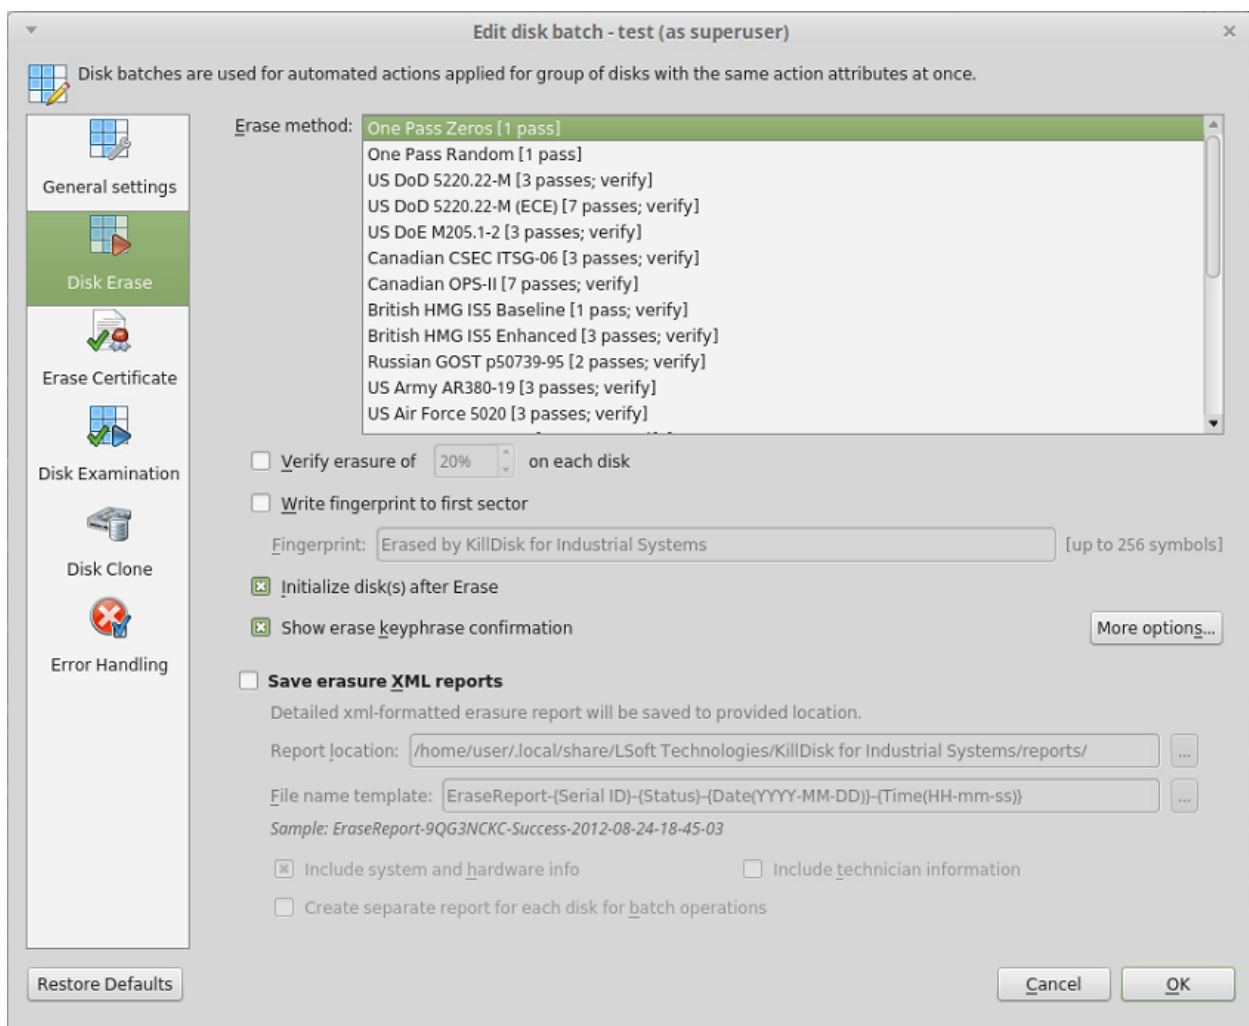 Edit disk batch - test (as superuser)
Disk batches are used for automated actions applied for group of disks with the same action attributes at once.
General settings
Disk Erase
Erase Certificate
Disk Examination
Disk Clone
Error Handling
Erase method:
One Pass Zeros [1 pass]
One Pass Random [1 pass]
US DoD 5220.22-M [3 passes; verify]
US DoD 5220.22-M (ECE) [7 passes; verify]
US DoE M205.1-2 [3 passes; verify]
Canadian CSEC ITSG-06 [3 passes; verify]
Canadian OPS-II [7 passes; verify]
British HMG IS5 Baseline [1 pass; verify]
British HMG IS5 Enhanced [3 passes; verify]
Russian GOST p50739-95 [2 passes; verify]
US Army AR380-19 [3 passes; verify]
US Air Force 5020 [3 passes; verify]
Verify erasure of 20% on each disk
Write fingerprint to first sector
Fingerprint: Erased by KillDisk for Industrial Systems [up to 256 symbols]
Initialize disk(s) after Erase
Show erase keyphrase confirmation More options...
Save erasure XML reports
Detailed xml-formatted erasure report will be saved to provided location.
Report location: /home/user/.local/share/LSoft Technologies/KillDisk for Industrial Systems/reports/ ...
File name template: EraseReport-{Serial ID}-{Status}-{Date(YYYY-MM-DD)}-{Time(HH-mm-ss)} ...
Sample: EraseReport-9QG3NCKC-Success-2012-08-24-18-45-03
Include system and hardware info Include technician information
Create separate report for each disk for batch operations
Restore Defaults Cancel OK